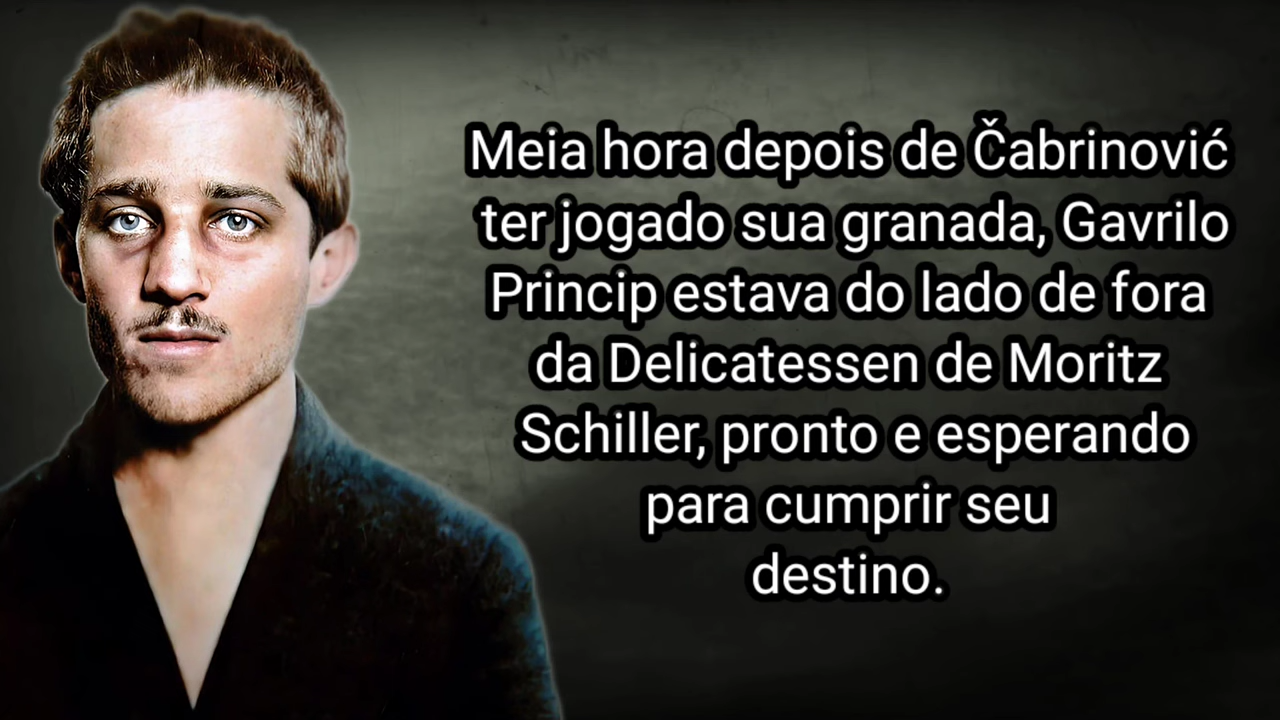 Meia hora depois de Čabrinović
ter jogado sua granada, Gavrilo
Princip estava do lado de fora
da Delicatessen de Moritz
Schiller, pronto e esperando
para cumprir seu
destino.